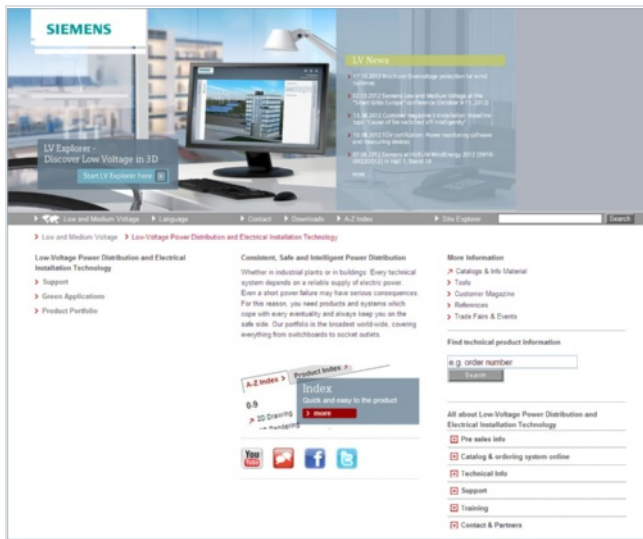 SIEMENS
LV News
LV Explorer -
Discover Low Voltage in 3D
Start LV Explorer here
more
Low and Medium Voltage
Language
Contact
Downloads
A-Z Index
Site Explorer
Search
Low and Medium Voltage
Low-Voltage Power Distribution and Electrical Installation Technology
Low-Voltage Power Distribution and Electrical
Installation Technology
Support
Green Applications
Product Portfolio
Consistent, Safe and Intelligent Power Distribution
Whether in industrial plants or in buildings: Every technical
system depends on a reliable supply of electric power.
Even a short power failure may have serious consequences.
For this reason, you need products and systems which
cope with every eventuality and always keep you on the
safe side. Our portfolio is the broadest world-wide, covering
everything from switchboards to socket outlets.
A-Z Index
Product Index
0.9
2D Drawing
Index
Quick and easy to the product
more
You
Tube
More Information
Catalogs & Info Material
Tools
Customer Magazine
References
Trade Fairs & Events
Find technical product information
e.g. order number
Search
All about Low-Voltage Power Distribution and
Electrical Installation Technology
Pre sales info
Catalog & ordering system online
Technical Info
Support
Training
Contact & Partners